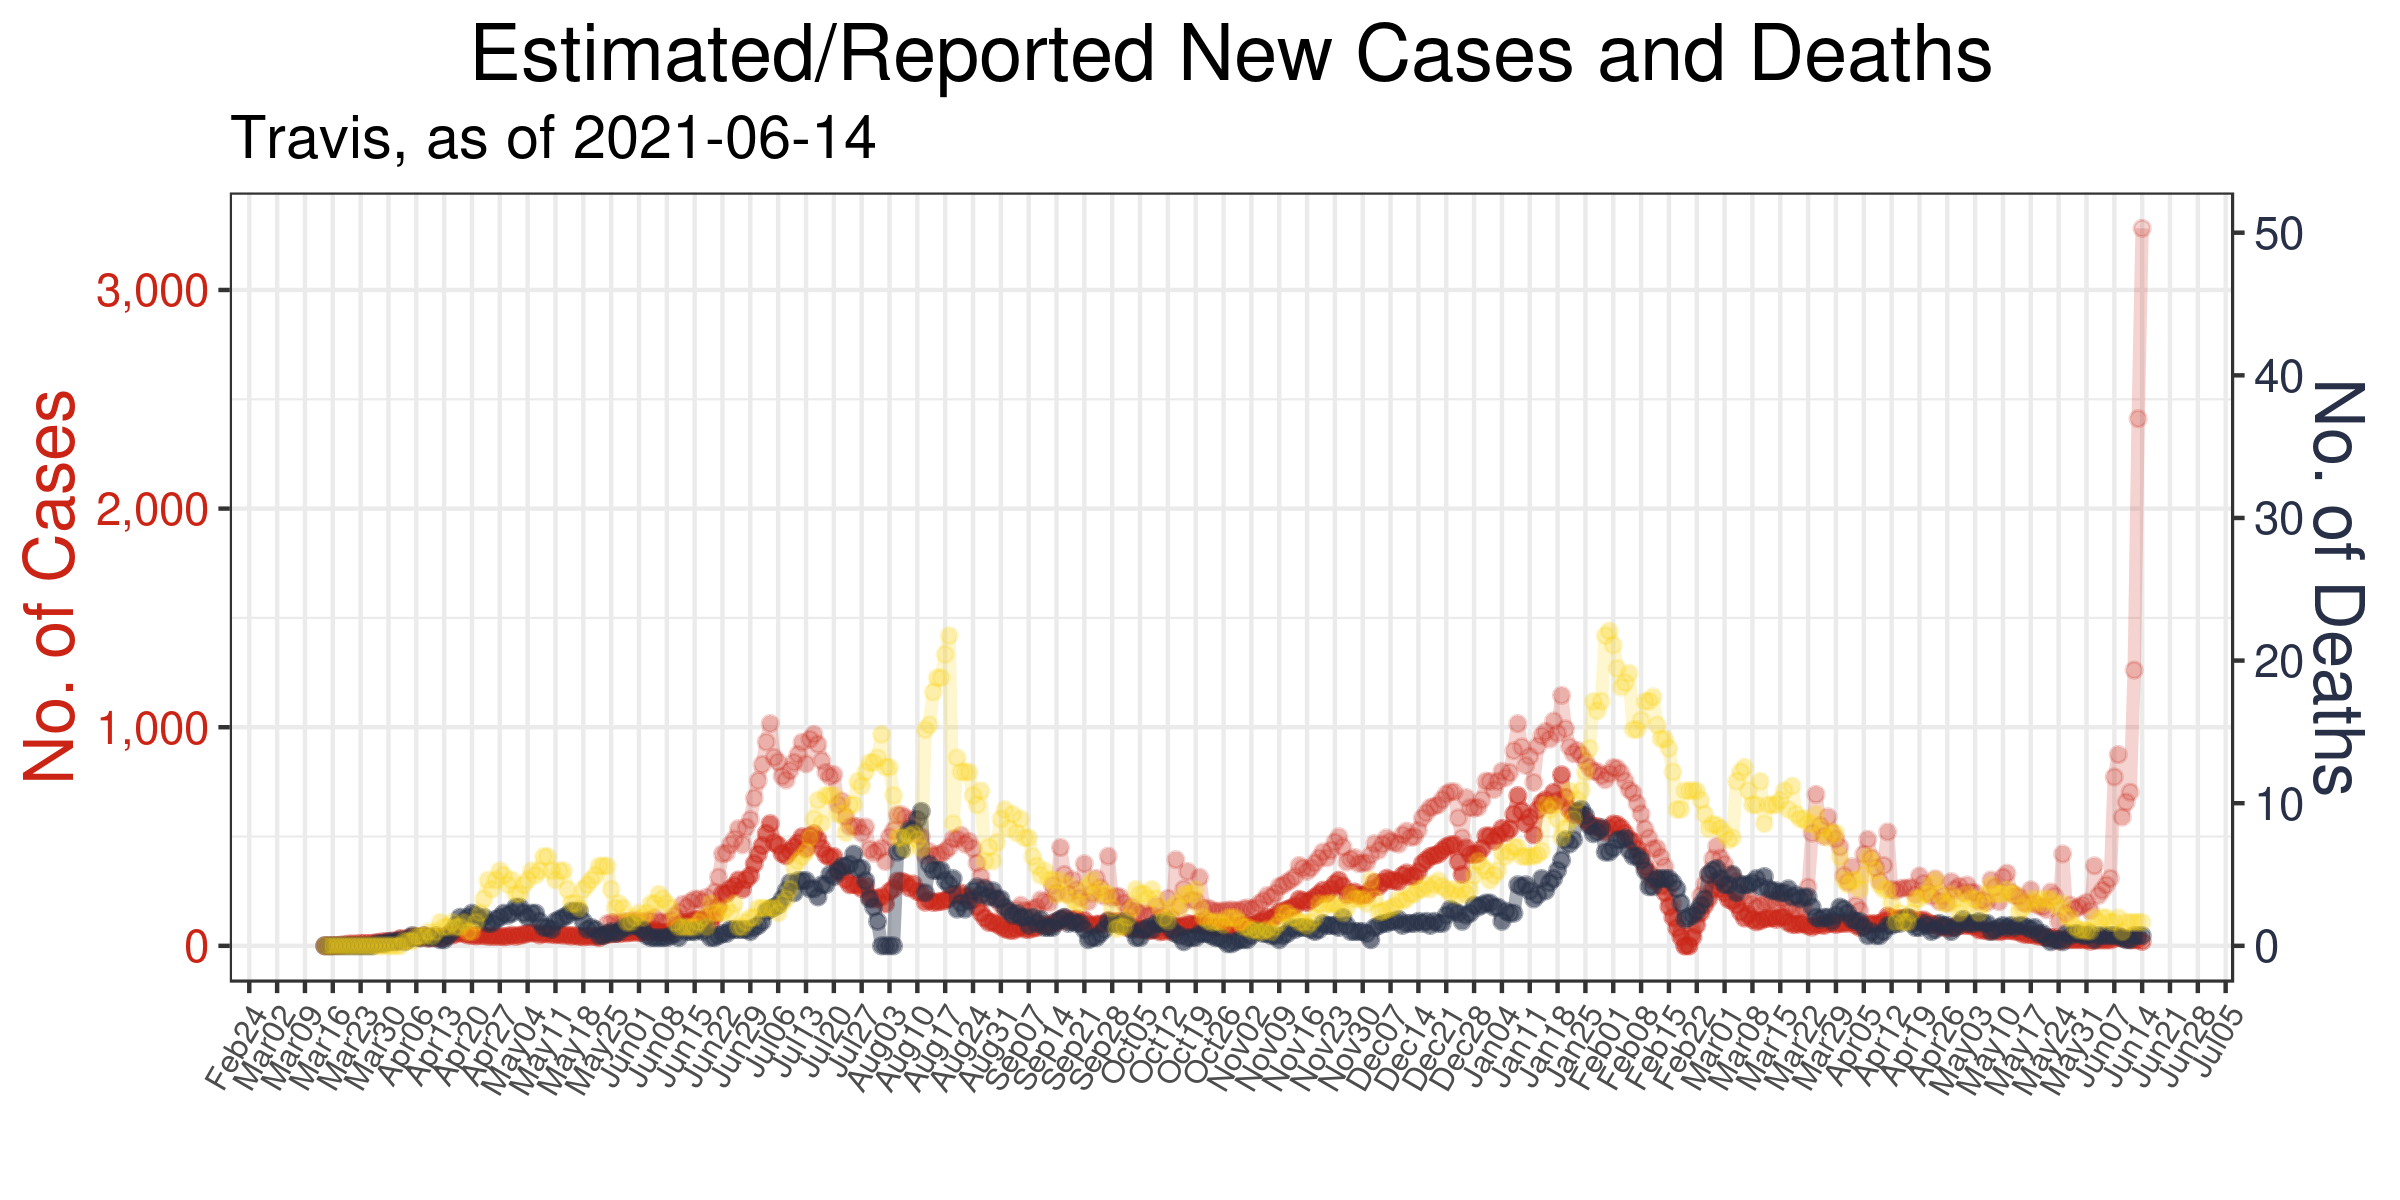 Estimated/Reported New Cases and Deaths
Travis, as of 2021-06-14
No. of Cases
3,000
2,000
1,000
0
50
40
30
20
10
0
No. of Deaths
Feb24
Mar02
Mar09
Mar16
Mar23
Mar30
Apr06
Apr13
Apr20
Apr27
May04
May11
May18
May25
Jun01
Jun08
Jun15
Jun22
Jun29
Jul06
Jul13
Jul20
Jul27
Aug03
Aug10
Aug17
Aug24
Aug31
Sep07
Sep14
Sep21
Sep28
Oct05
Oct12
Oct19
Oct26
Nov02
Nov09
Nov16
Nov23
Nov30
Dec07
Dec14
Dec21
Dec28
Jan04
Jan11
Jan18
Jan25
Feb01
Feb08
Feb15
Feb22
Mar01
Mar08
Mar15
Mar22
Mar29
Apr05
Apr12
Apr19
Apr26
May03
May10
May17
May24
May31
Jun07
Jun14
Jun21
Jun28
Jul05